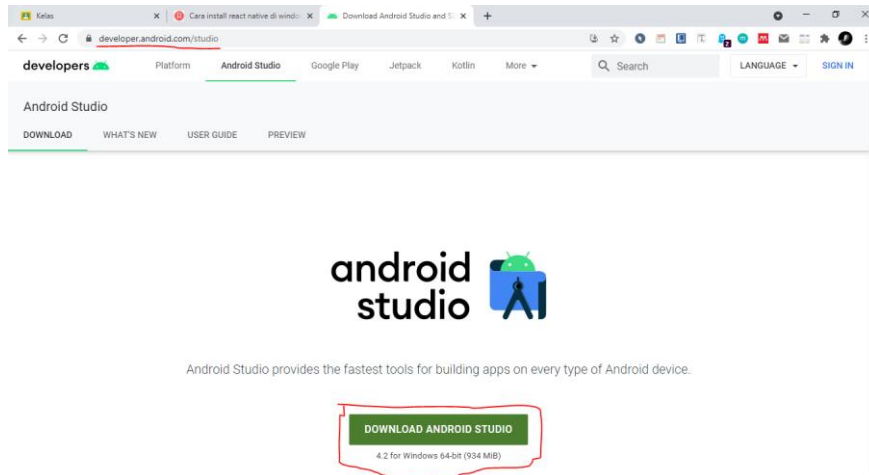 Kelas
Cara install react native di windo
Download Android Studio and S
developer.android.com/studio
developers
Platform
Android Studio
Google Play
Jetpack
Kotlin
More
Search
LANGUAGE
SIGN IN
Android Studio
DOWNLOAD
WHAT'S NEW
USER GUIDE
PREVIEW
android
studio
Android Studio provides the fastest tools for building apps on every type of Android device.
DOWNLOAD ANDROID STUDIO
4.2 for Windows 64-bit (934 MiB)